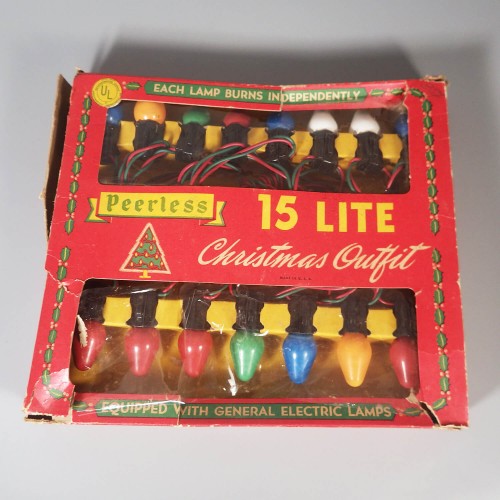 UL
EACH LAMP BURNS INDEPENDENTLY
Peerless
15 LITE
Christmas Outfit
EQUIPPED WITH GENERAL ELECTRIC LAMPS